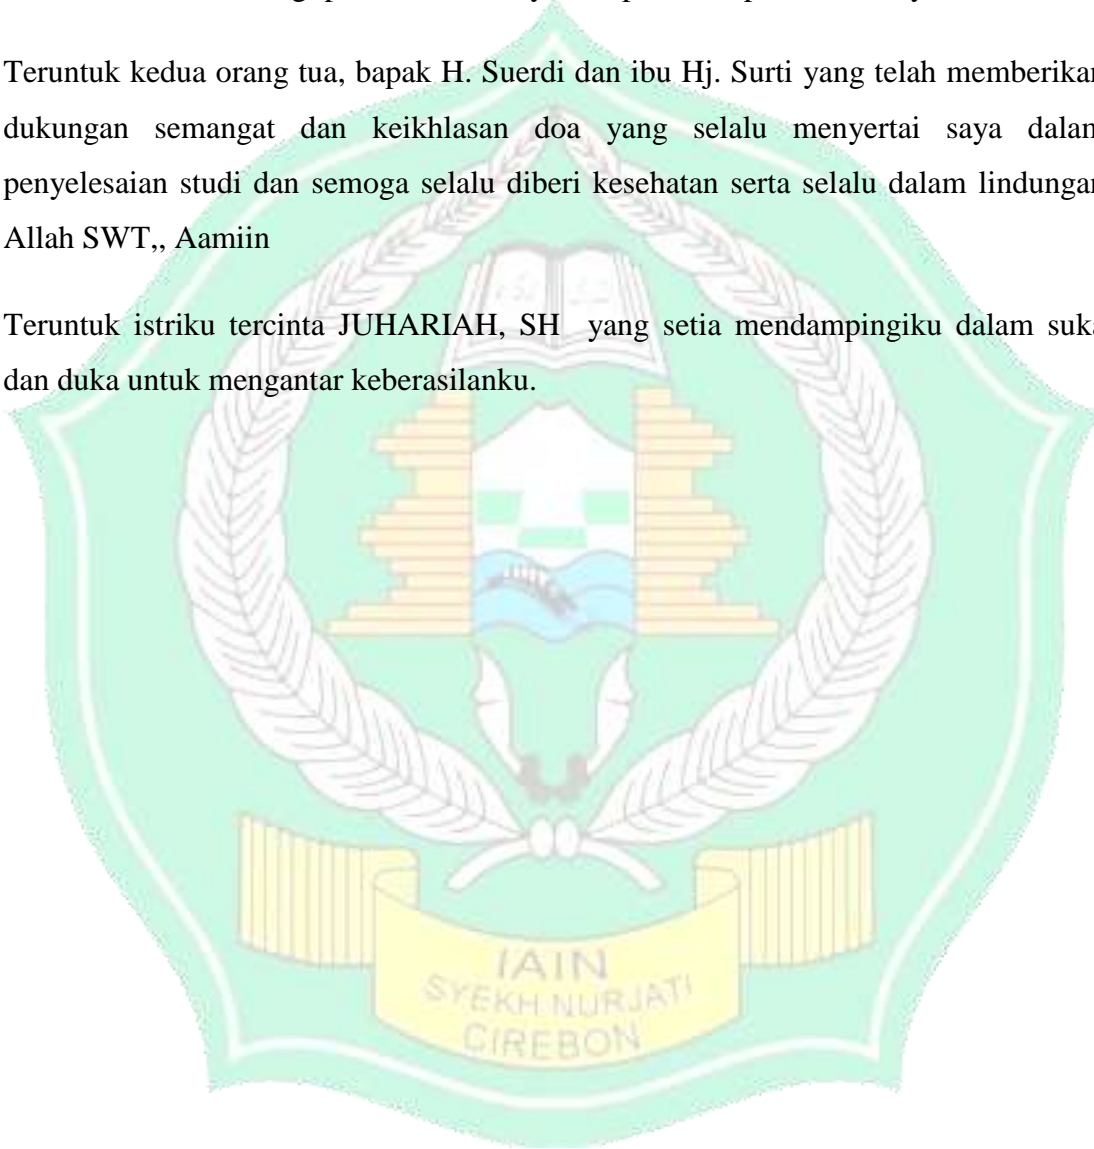 Teruntuk kedua orang tua, bapak H. Suerdi dan ibu Hj. Surti yang telah memberikan
dukungan semangat dan keikhlasan doa yang selalu menyertai saya dalam
penyelesaian studi dan semoga selalu diberi kesehatan serta selalu dalam lindungan
Allah SWT,, Aamiin
Teruntuk istriku tercinta JUHARIAH, SH yang setia mendampingiku dalam suka
dan duka untuk mengantar keberasilanku.
IAIN
SYEKH NURJATI
CIREBON